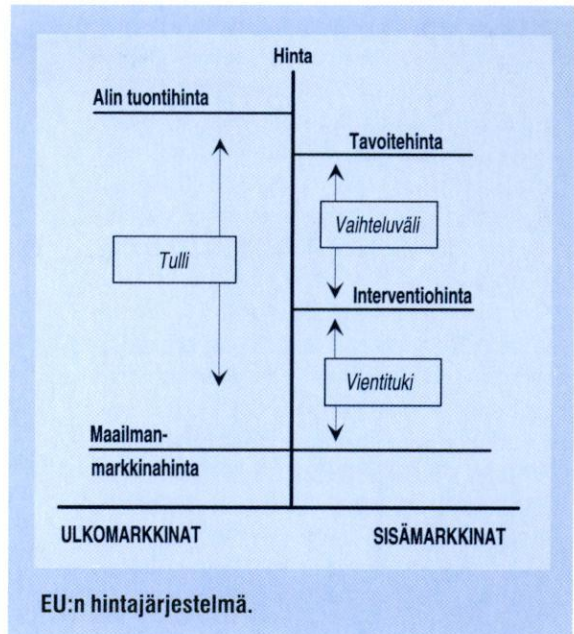 Hinta
Alin tuontihinta
Tavoitehinta
Vaihteluväli
Tulli
Interventiohinta
Vientituki
Maailman-
markkinahinta
ULKOMARKKINAT
SISÄMARKKINAT
EU:n hintajärjestelmä.